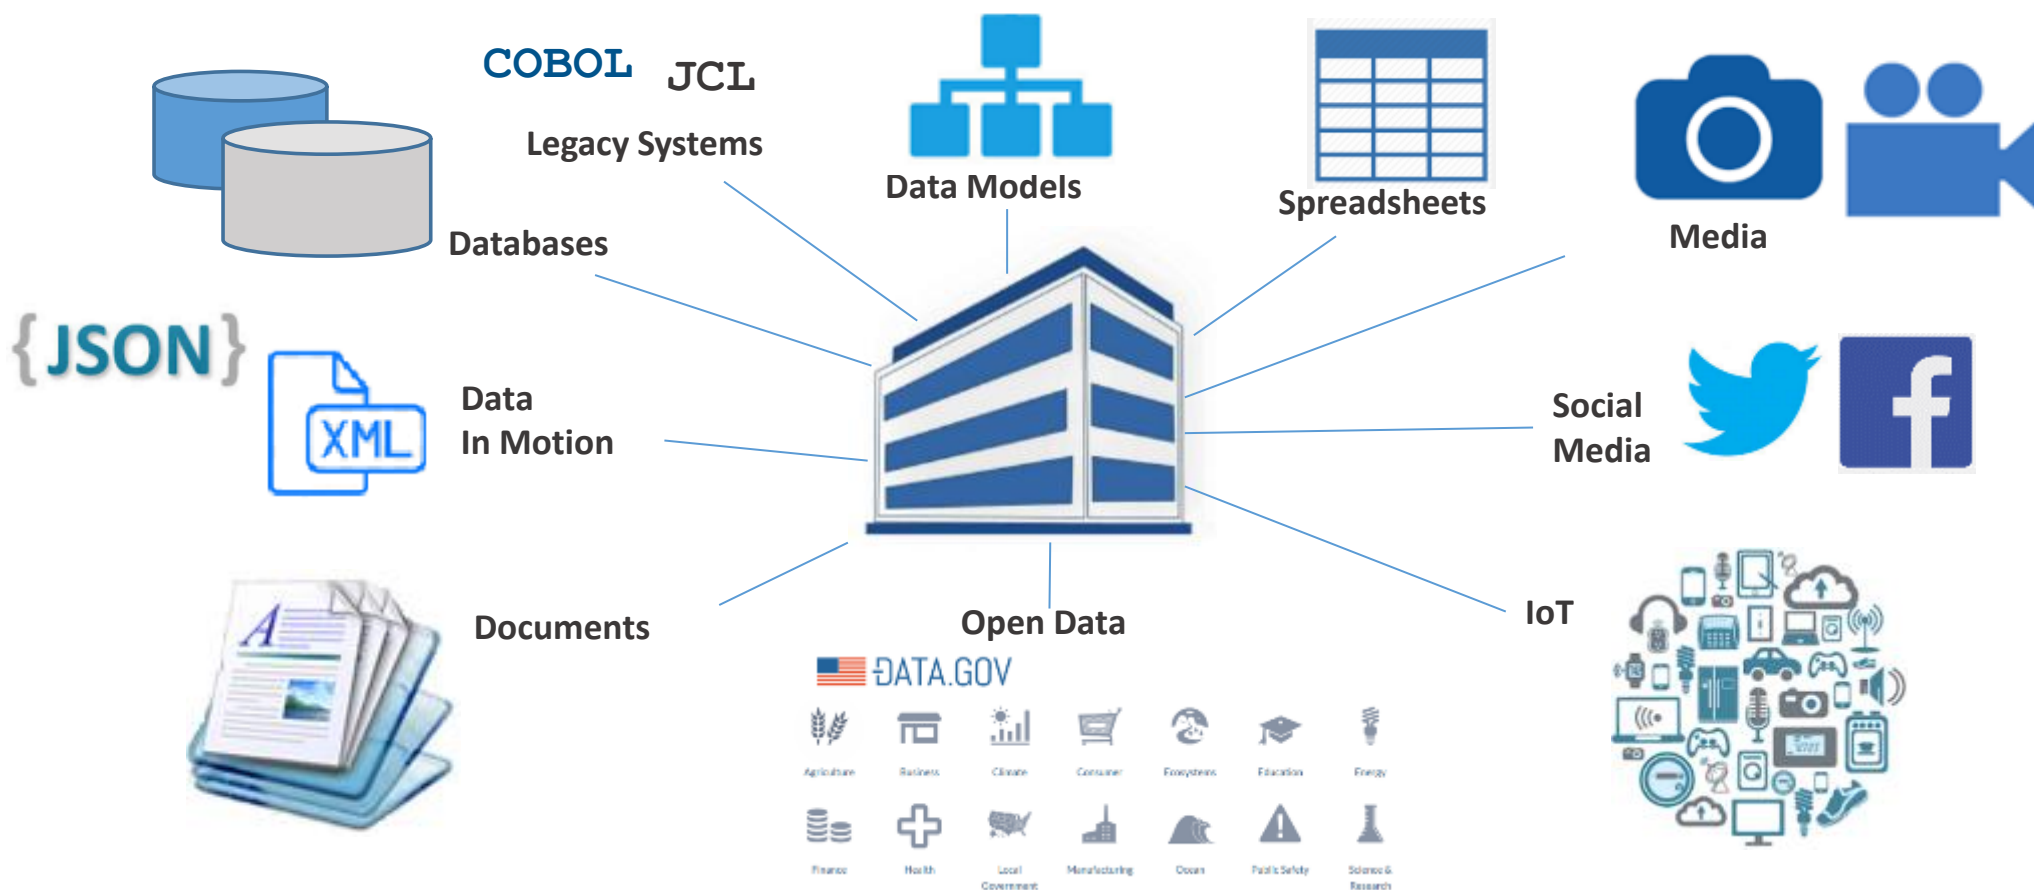 COBOL
JCL
Legacy Systems
Data Models
Spreadsheets
Media
Databases
{JSON}
XML
Data
In Motion
Social
Media
f
A
Documents
Open Data
IoT
DATA.GOV
Agriculture
Business
Climate
Consumer
Ecosystems
Education
Energy
Finance
Health
Local
Government
Manufacturing
Ocean
Public Safety
Science &
Research